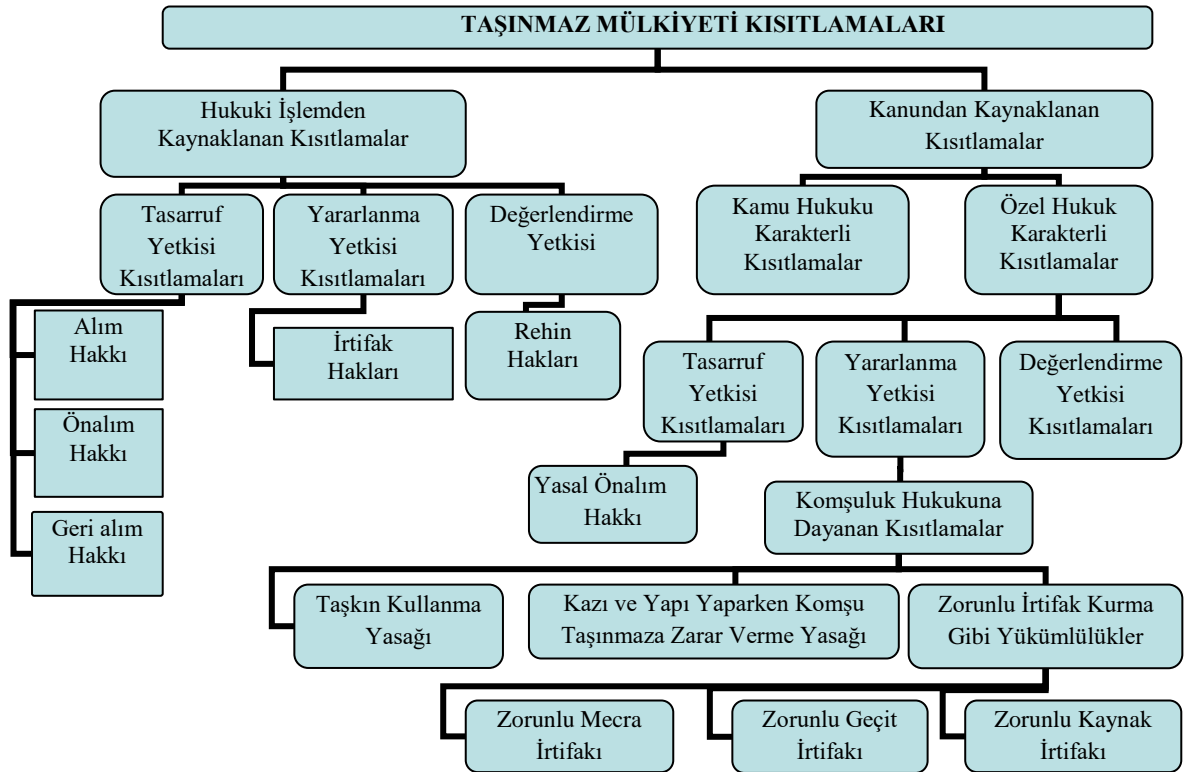 TAŞINMAZ MÜLKİYETİ KISITLAMALARI
Hukuki İşlemden
Kaynaklanan Kısıtlamalar
Kanundan Kaynaklanan
Kısıtlamalar
Tasarruf
Yetkisi
Kısıtlamaları
Yararlanma
Yetkisi
Kısıtlamaları
Değerlendirme
Yetkisi
Kamu Hukuku
Karakterli
Kısıtlamalar
Özel Hukuk
Karakterli
Kısıtlamalar
Alım
Hakkı
Önalım
Hakkı
Geri alım
Hakkı
İrtifak
Hakları
Rehin
Hakları
Tasarruf
Yetkisi
Kısıtlamaları
Yararlanma
Yetkisi
Kısıtlamaları
Değerlendirme
Yetkisi
Kısıtlamaları
Yasal Önalım
Hakkı
Komşuluk Hukukuna
Dayanan Kısıtlamalar
Taşkın Kullanma
Yasağı
Kazı ve Yapı Yaparken Komşu
Taşınmaza Zarar Verme Yasağı
Zorunlu İrtifak Kurma
Gibi Yükümlülükler
Zorunlu Mecra
İrtifakı
Zorunlu Geçit
İrtifakı
Zorunlu Kaynak
İrtifakı